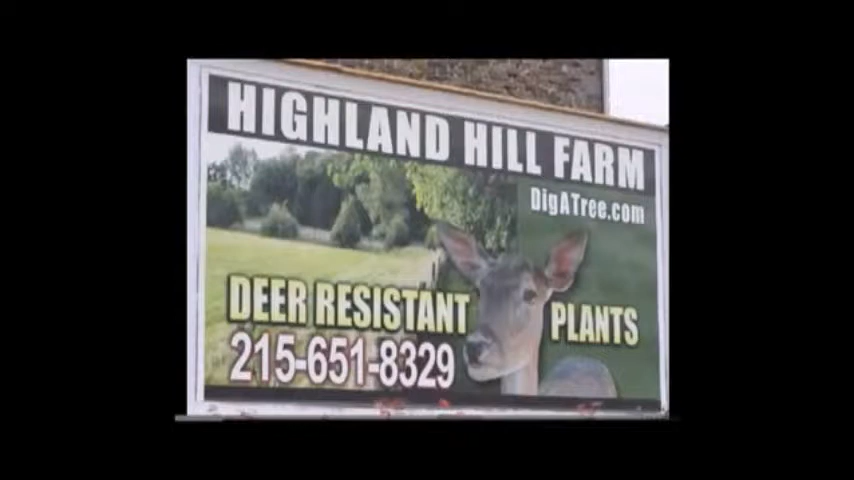 HIGHLAND HILL FARM
DigATree.com
DEER RESISTANT PLANTS
215-651-8329